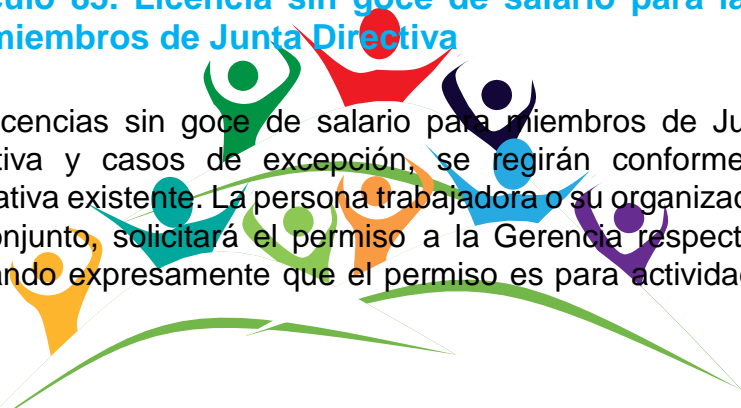 culo Licencia sin goce de salario para la
miembros de Junta Directiva
icencias sin goce de salario para miembros de Ju
tiva y casos de excepción, se regirán conforme
ativa existente. La persona trabajadora o su organizac
onjunto, solicitará el permiso a la Gerencia respect
ando expresamente que el permiso es para actividad